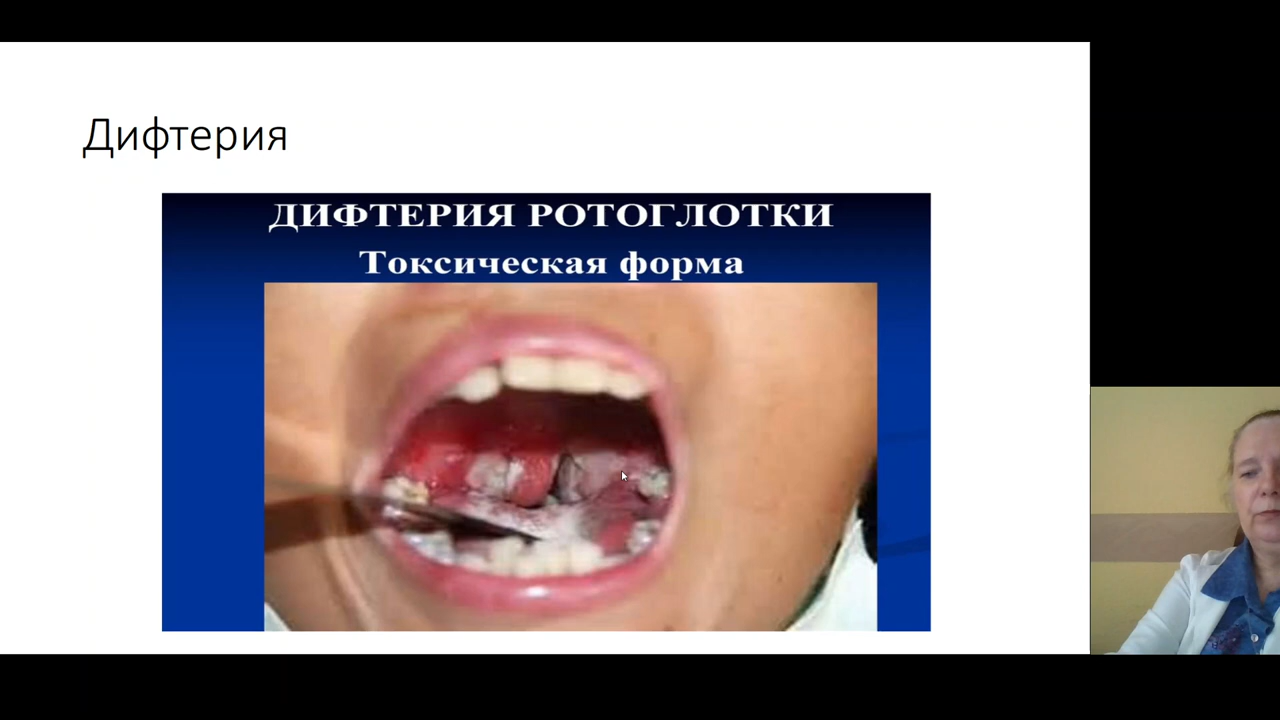 Дифтерия
ДИФТЕРИЯ РОТОГЛОТКИ
Токсическая форма